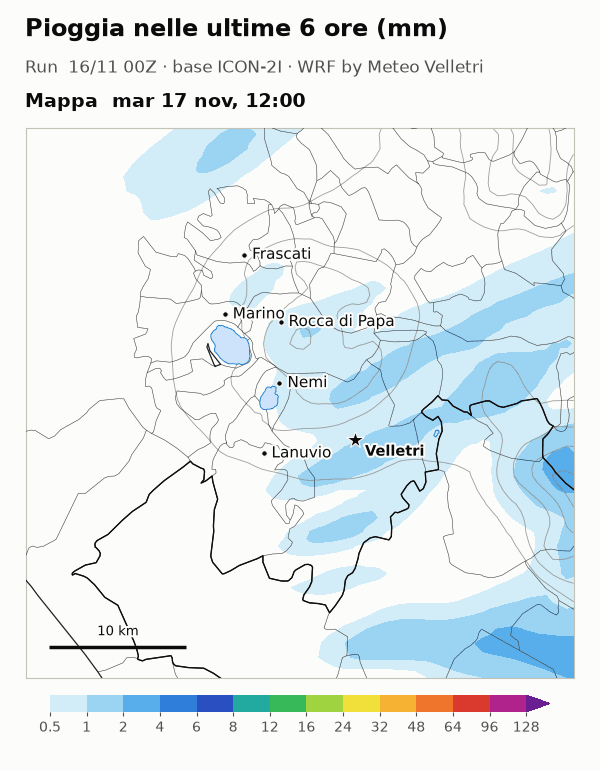 Pioggia nelle ultime 6 ore (mm)
Run  16/11 00Z · base ICON-2I · WRF by Meteo Velletri
Mappa  mar 17 nov, 12:00
Frascati
Marino
Rocca di Papa
Nemi
Velletri
Lanuvio
10 km
0.5 1 2 4 6 8 12 16 24 32 48 64 96 128